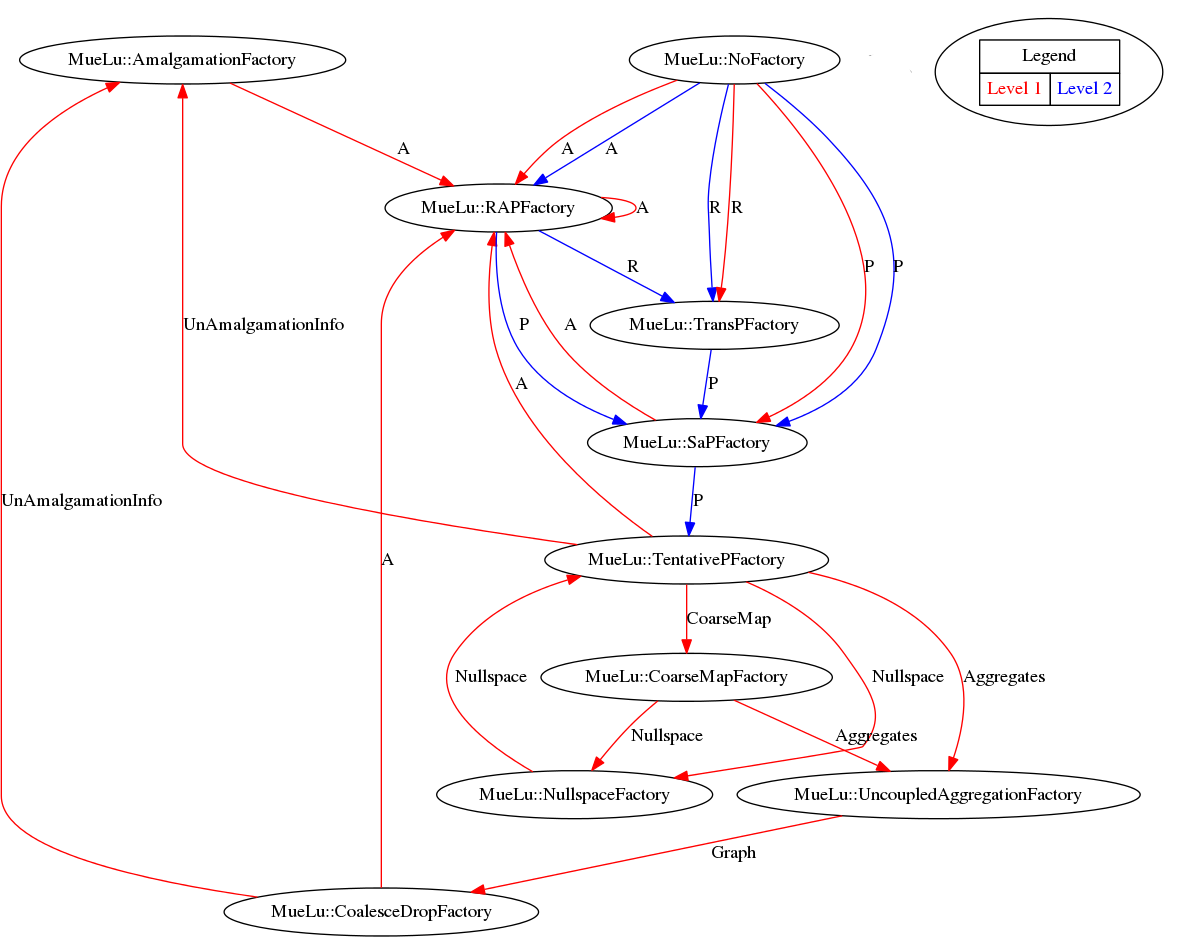 MueLu::AmalgamationFactory
MueLu::NoFactory
Legend
Level 1
Level 2
A
A
A
MueLu::RAPFactory
A
R
R
R
P
P
UnAmalgamationInfo
P
A
MueLu::TransPFactory
A
P
MueLu::SaPFactory
UnAmalgamationInfo
P
A
MueLu::TentativePFactory
CoarseMap
Nullspace
MueLu::CoarseMapFactory
Nullspace
Aggregates
Nullspace
Aggregates
MueLu::NullspaceFactory
MueLu::UncoupledAggregationFactory
Graph
MueLu::CoalesceDropFactory